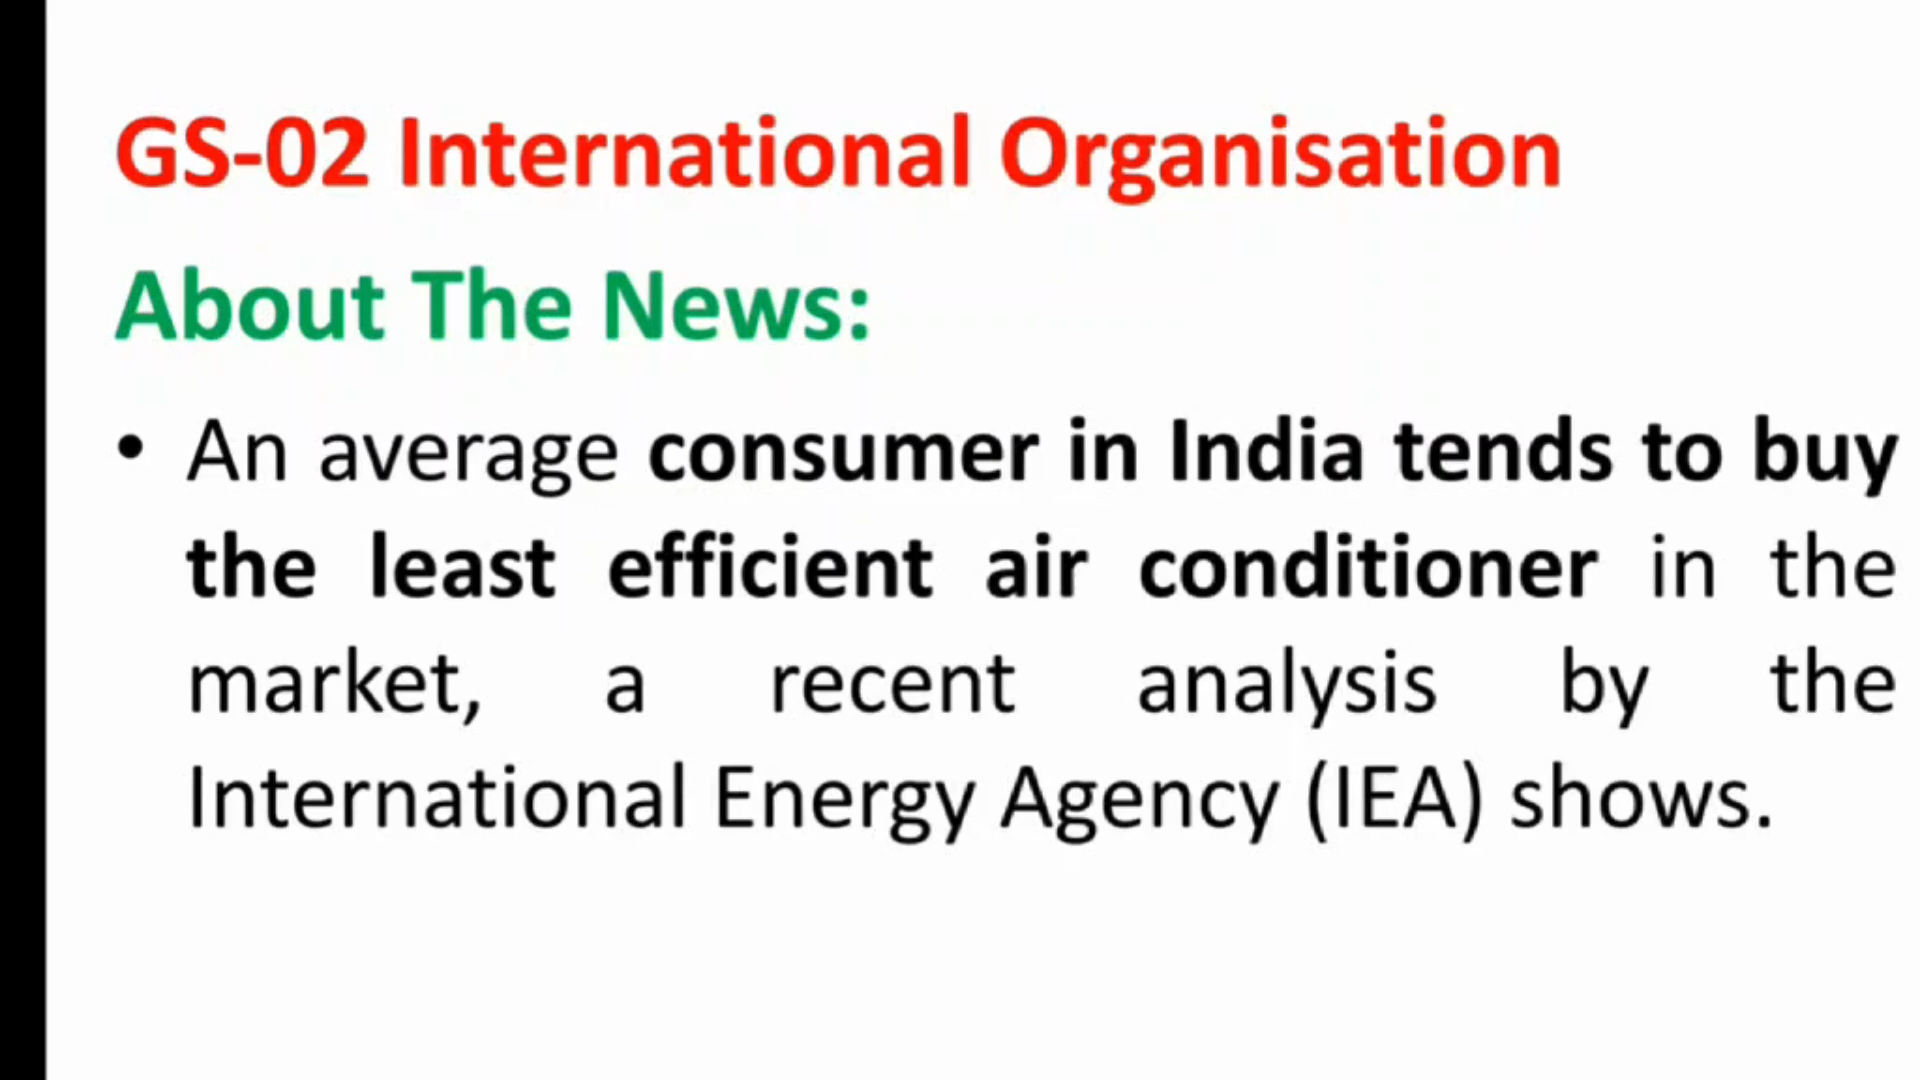 GS-02 International Organisation
About The News:
• An average consumer in India tends to buy
the least efficient air conditioner in the
market, a recent analysis by the
International Energy Agency (IEA) shows.